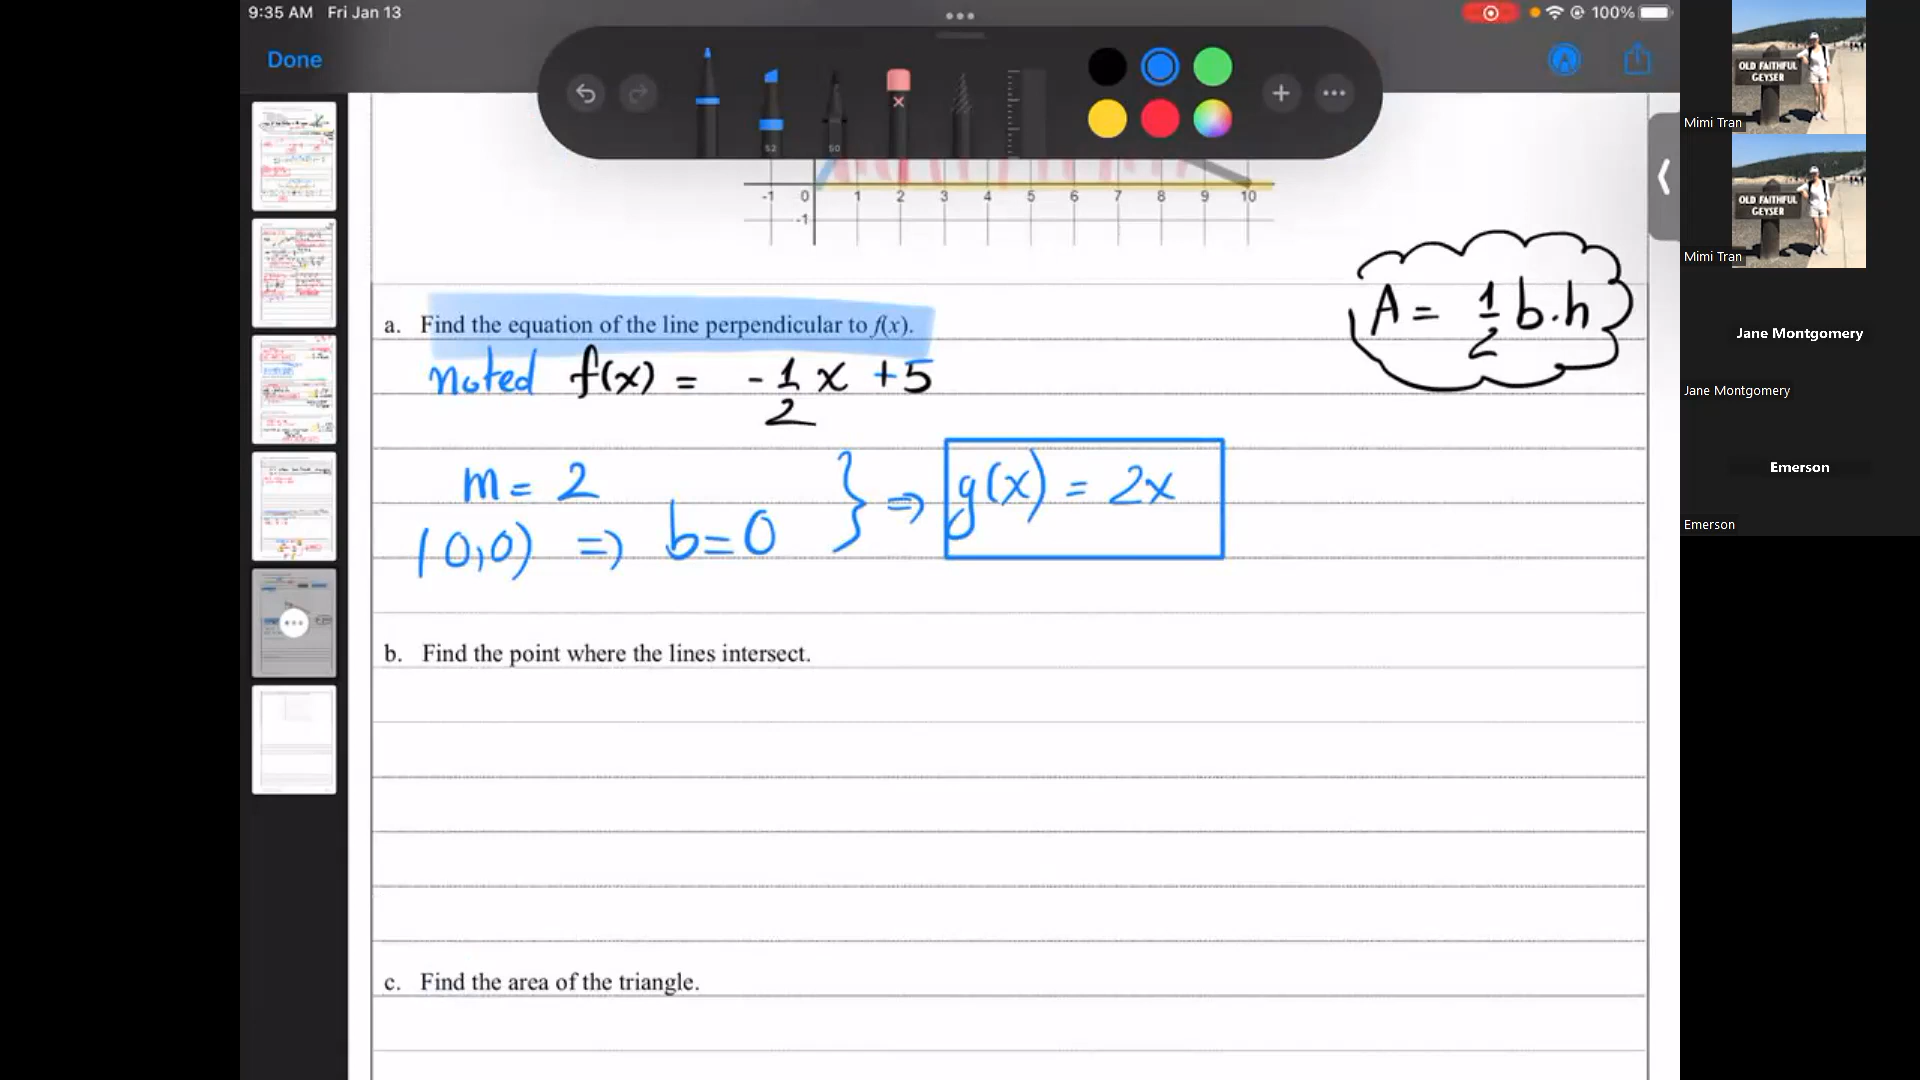 9:35 AM Fri Jan 13
100%
Done
52
50
-1 0 1 2 3 4 5 6 7 8 9 10
-1
A = 1/2 b.h
a. Find the equation of the line perpendicular to f(x).
noted f(x) = -1/2 x +5
m = 2
(0,0) => b=0
} => g(x) = 2x
b. Find the point where the lines intersect.
c. Find the area of the triangle.
OLD FAITHFUL
GEYSER
Mimi Tran
OLD FAITHFUL
GEYSER
Mimi Tran
Jane Montgomery
Jane Montgomery
Emerson
Emerson